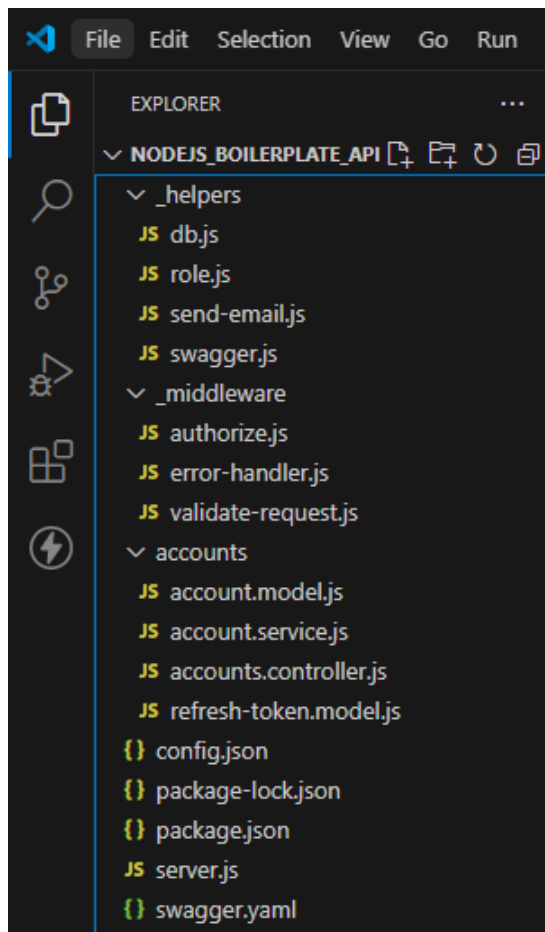 File Edit Selection View Go Run
EXPLORER ...
NODEJS_BOILERPLATE_API
_helpers
JS db.js
JS role.js
JS send-email.js
JS swagger.js
_middleware
JS authorize.js
JS error-handler.js
JS validate-request.js
accounts
JS account.model.js
JS account.service.js
JS accounts.controller.js
JS refresh-token.model.js
{} config.json
{} package-lock.json
{} package.json
JS server.js
{} swagger.yaml